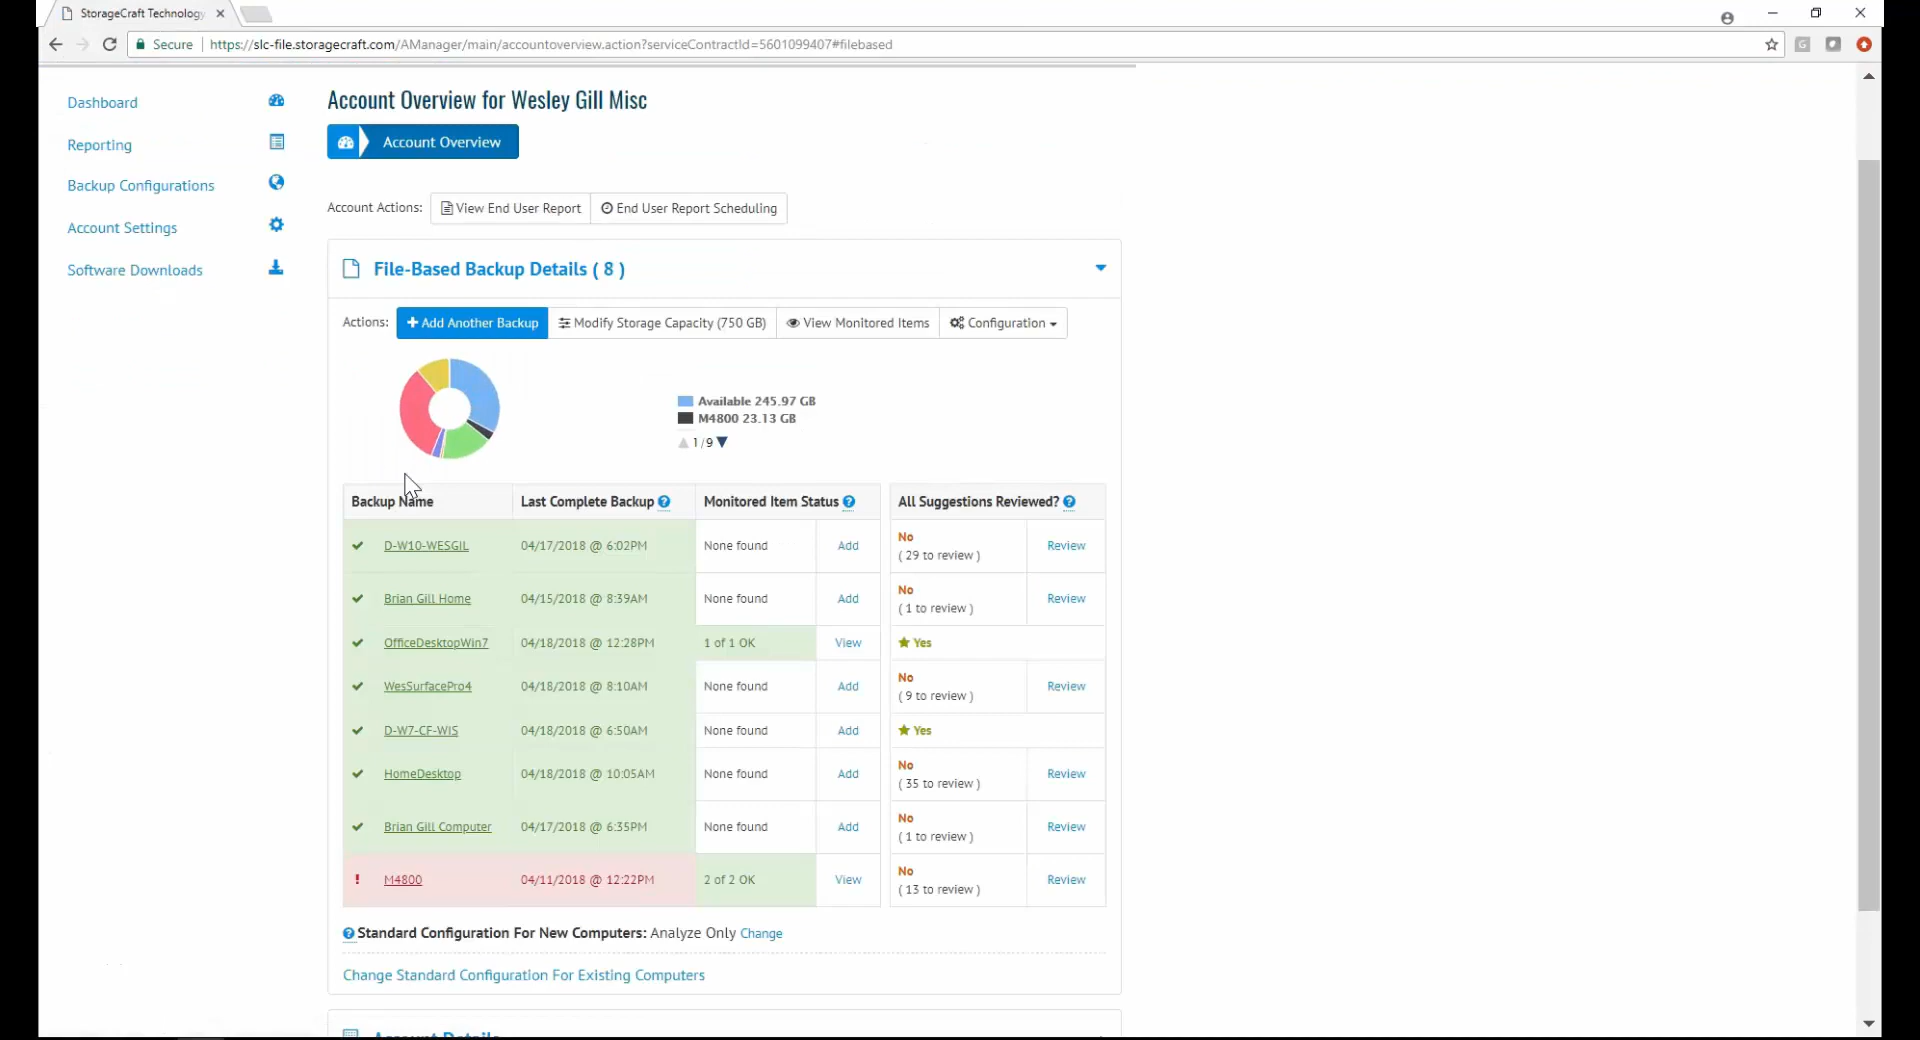 StorageCraft Technology
Secure
https://slc-file.storagecraft.com/AManager/main/accountoverview.action?serviceContractId=5601099407#filebased
Dashboard
Reporting
Backup Configurations
Account Settings
Software Downloads
Account Overview for Wesley Gill Misc
Account Overview
Account Actions: View End User Report End User Report Scheduling
File-Based Backup Details ( 8 )
Actions: Add Another Backup Modify Storage Capacity (750 GB) View Monitored Items Configuration
Available 245.97 GB
M4800 23.13 GB
1/9
Backup Name Last Complete Backup Monitored Item Status All Suggestions Reviewed?
D-W10-WESGIL 04/17/2018 @ 6:02PM None found Add No ( 29 to review ) Review
Brian Gill Home 04/15/2018 @ 8:39AM None found Add No ( 1 to review ) Review
OfficeDesktopWin7 04/18/2018 @ 12:28PM 1 of 1 OK View Yes
WesSurfacePro4 04/18/2018 @ 8:10AM None found Add No ( 9 to review ) Review
D-W7-CF-WIS 04/18/2018 @ 6:50AM None found Add Yes
HomeDesktop 04/18/2018 @ 10:05AM None found Add No ( 35 to review ) Review
Brian Gill Computer 04/17/2018 @ 6:35PM None found Add No ( 1 to review ) Review
! M4800 04/11/2018 @ 12:22PM 2 of 2 OK View No ( 13 to review ) Review
Standard Configuration For New Computers: Analyze Only Change
Change Standard Configuration For Existing Computers
Account Details